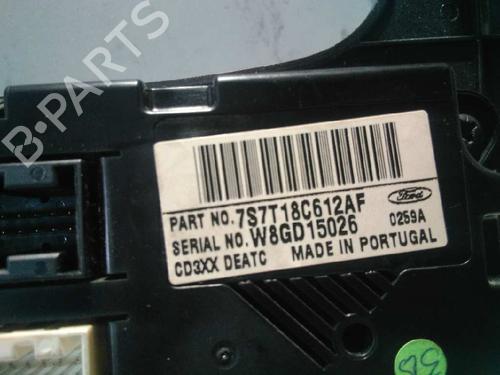 B-PARTS
PART NO. 7S7T18C612AF
Ford
SERIAL NO. W8GD15026 0259A
CD3XX DEATC MADE IN PORTUGAL